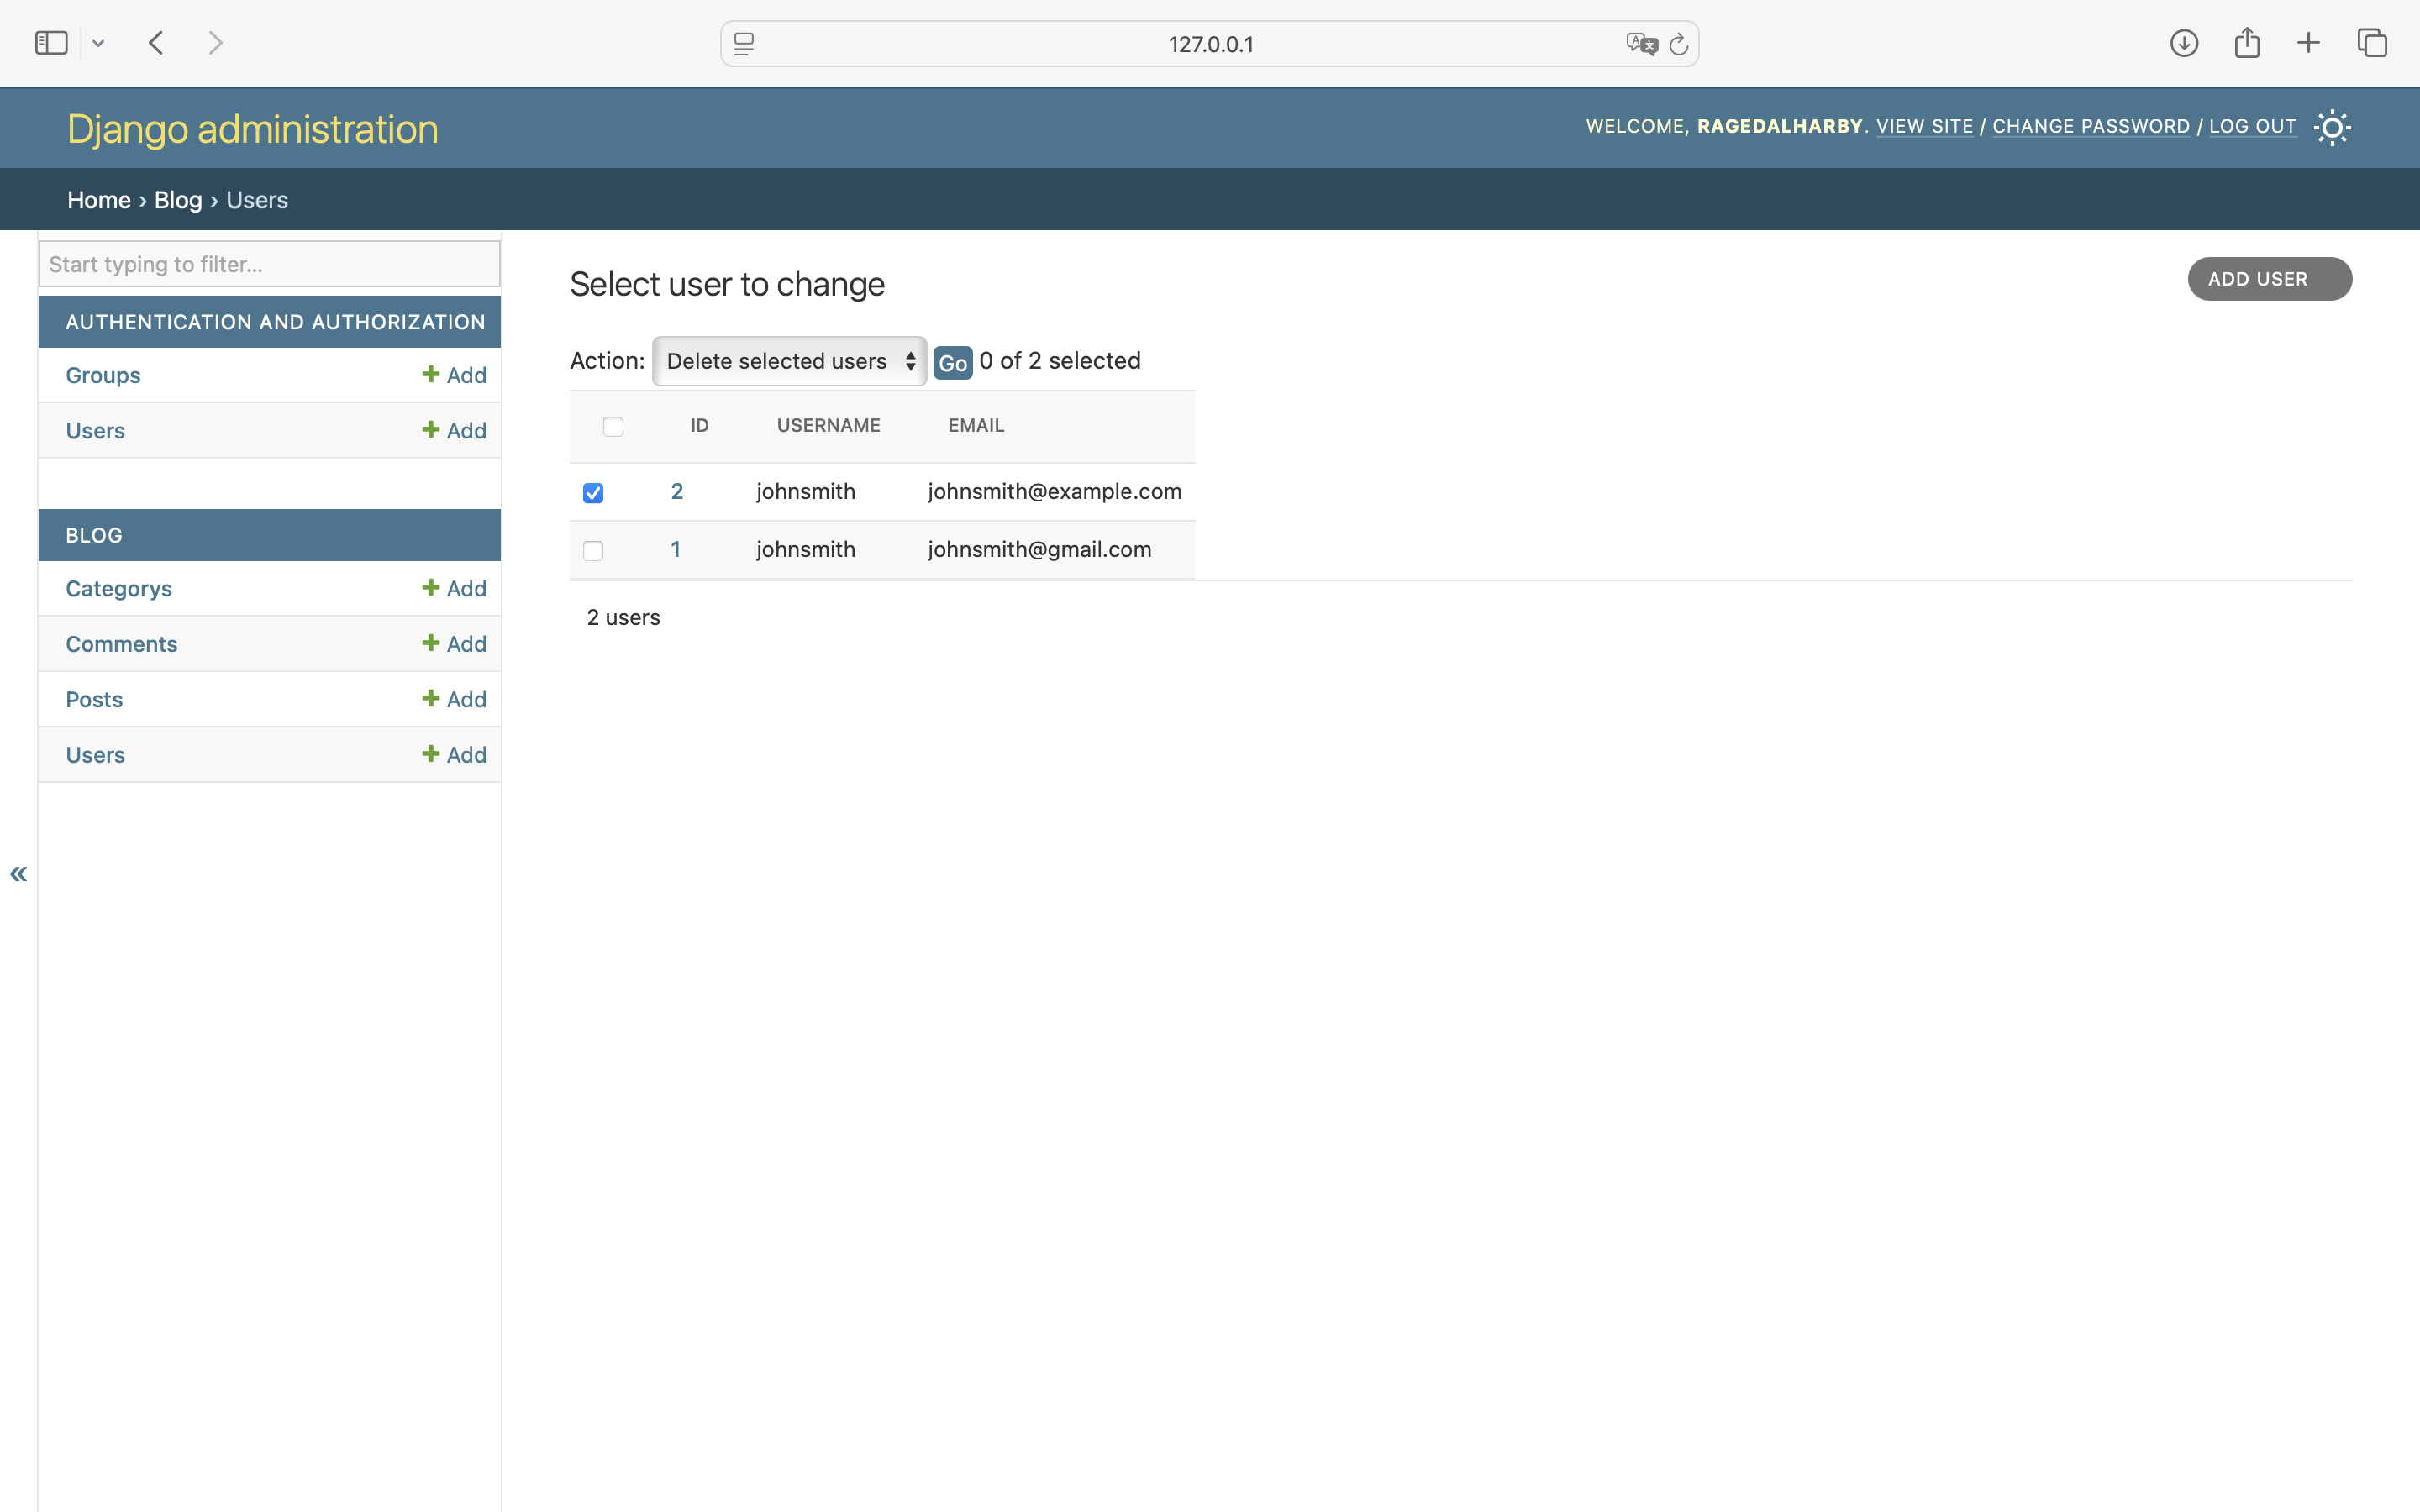 127.0.0.1
Django administration
WELCOME, RAGEDALHARBY. VIEW SITE / CHANGE PASSWORD / LOG OUT
Home › Blog › Users
Start typing to filter...
AUTHENTICATION AND AUTHORIZATION
Groups + Add
Users + Add
BLOG
Categorys + Add
Comments + Add
Posts + Add
Users + Add
«
Select user to change
ADD USER
Action: Delete selected users Go 0 of 2 selected
ID USERNAME EMAIL
2 johnsmith johnsmith@example.com
1 johnsmith johnsmith@gmail.com
2 users